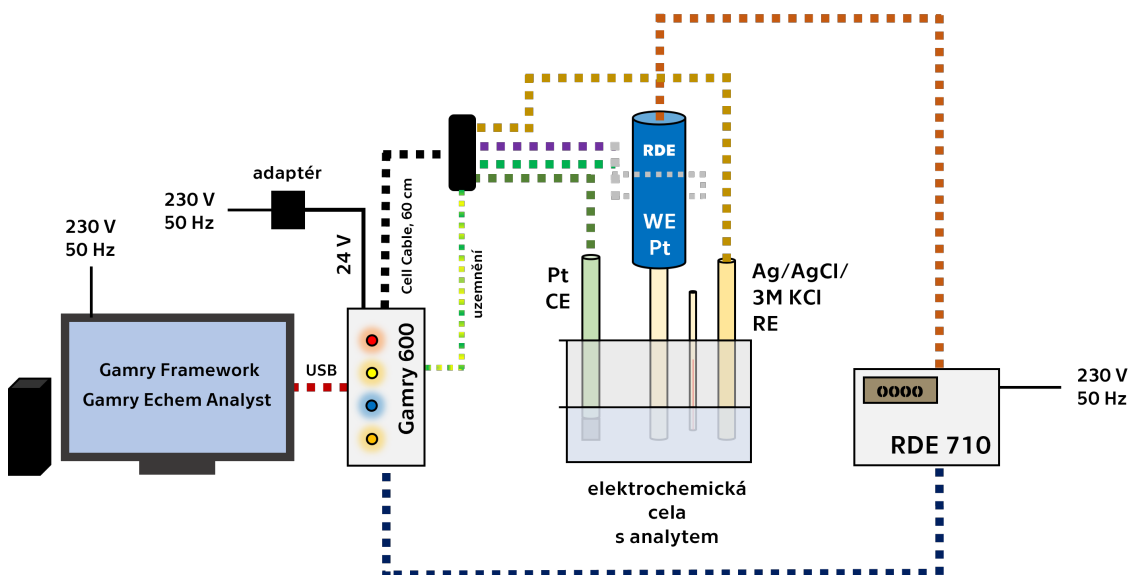 230 V
50 Hz
adaptér
230 V
50 Hz
24 V
Cell Cable, 60 cm
uzemnění
RDE
WE
Pt
Pt
CE
Ag/AgCl/
3M KCl
RE
Gamry Framework
Gamry Echem Analyst
USB
Gamry 600
0000
RDE 710
230 V
50 Hz
elektrochemická
cela
s analytem